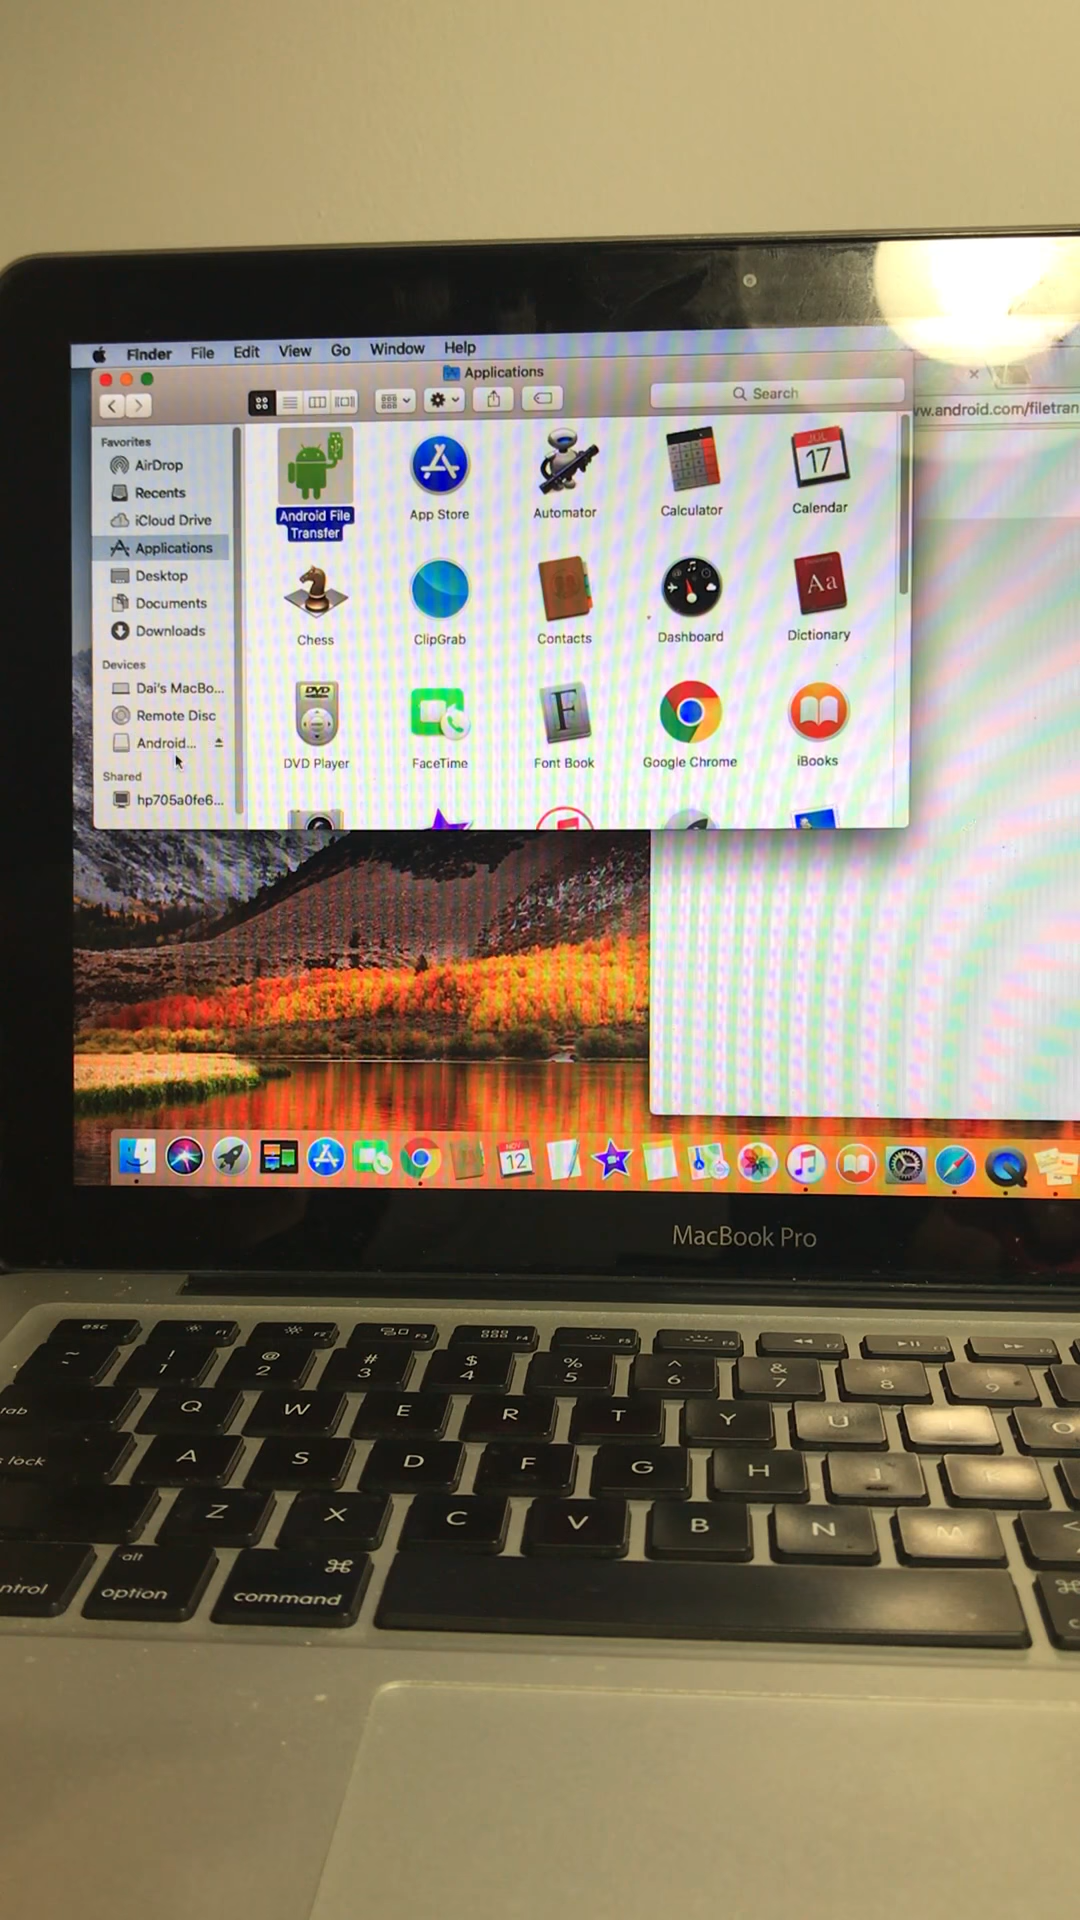 Finder File Edit View Go Window Help
Applications
Search
Favorites
AirDrop
Recents
iCloud Drive
Applications
Desktop
Documents
Downloads
Devices
Dai's MacBo...
Remote Disc
Android...
Shared
hp705a0fe6...
Android File
Transfer
App Store
Automator
Calculator
JUL
17
Calendar
Chess
ClipGrab
Contacts
Dashboard
Aa
Dictionary
DVD
DVD Player
FaceTime
F
Font Book
Google Chrome
iBooks
w.android.com/filetran
NOV
12
MacBook Pro
esc F1 F2 F3 F4 F5 F6 F7
~ ! @ # $ % ^ & *
1 2 3 4 5 6 7 8 9
tab Q W E R T Y U I O
lock A S D F G H J K
Z X C V B N M <
ntrol alt option ⌘ command ⌘